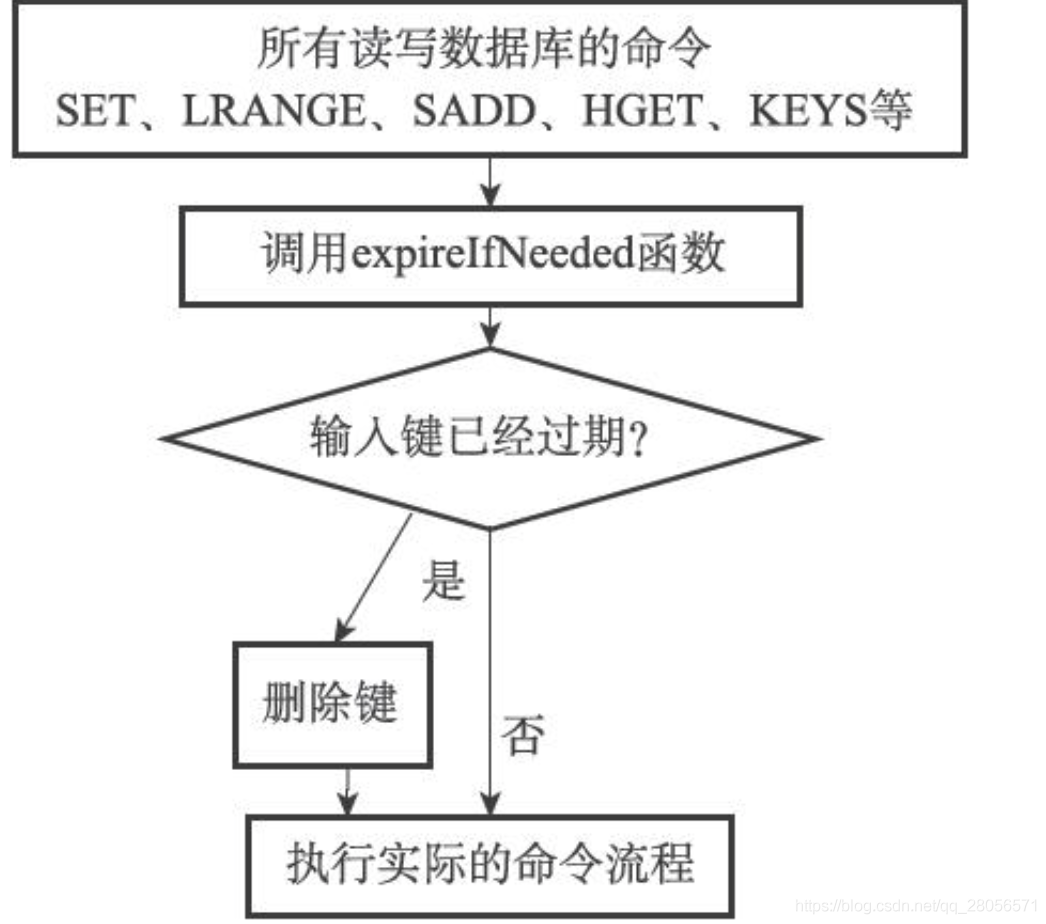 所有读写数据库的命令
SET、LRANGE、SADD、HGET、KEYS等
调用expireIfNeeded函数
输入键已经过期?
是
删除键
否
执行实际的命令流程
https://blog.csdn.net/qq_28056571